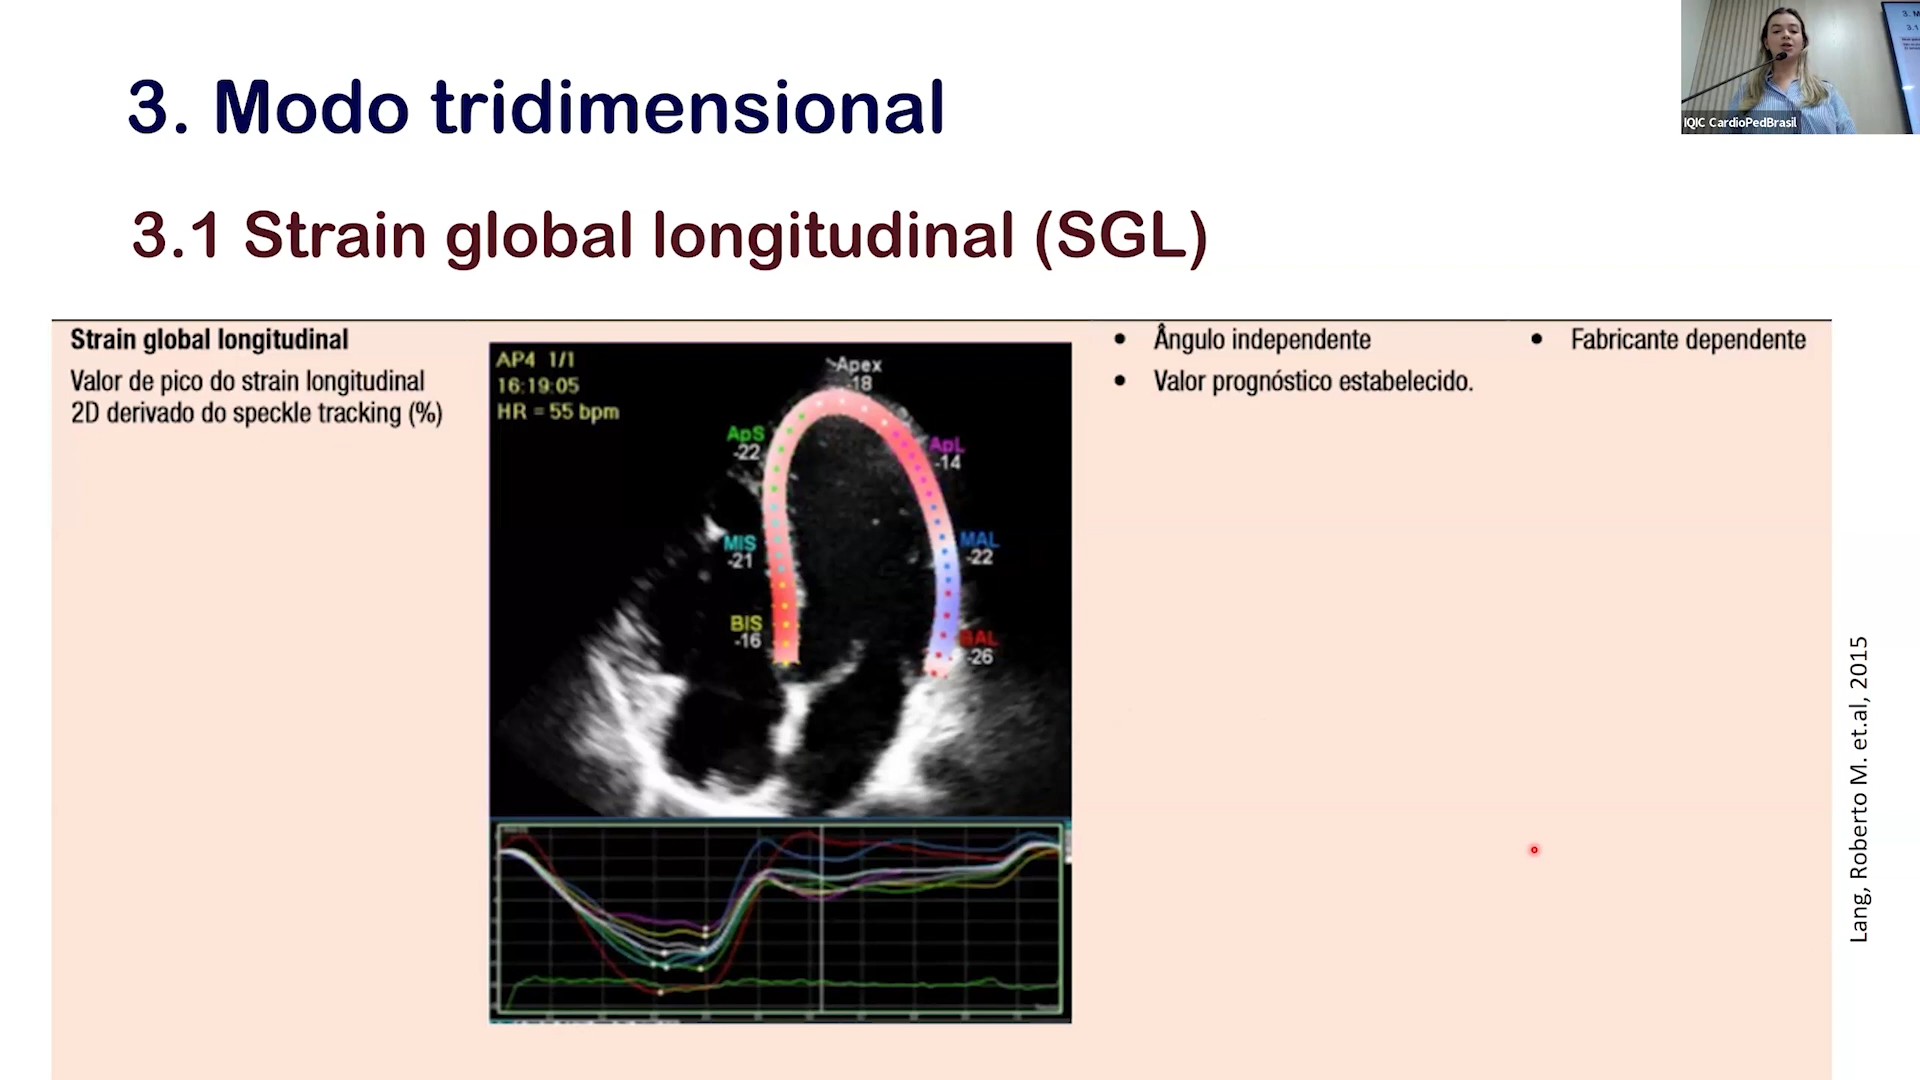 3. Modo tridimensional
IQIC CardioPedBrasil
3.1 Strain global longitudinal (SGL)
Strain global longitudinal
Valor de pico do strain longitudinal
2D derivado do speckle tracking (%)
AP4 1/1
16:19:05
HR = 55 bpm
Apex
-18
ApS
-22
ApL
-14
MIS
-21
MAL
-22
BIS
-16
BAL
-26
• Ângulo independente
• Valor prognóstico estabelecido.
• Fabricante dependente
Lang, Roberto M. et.al, 2015